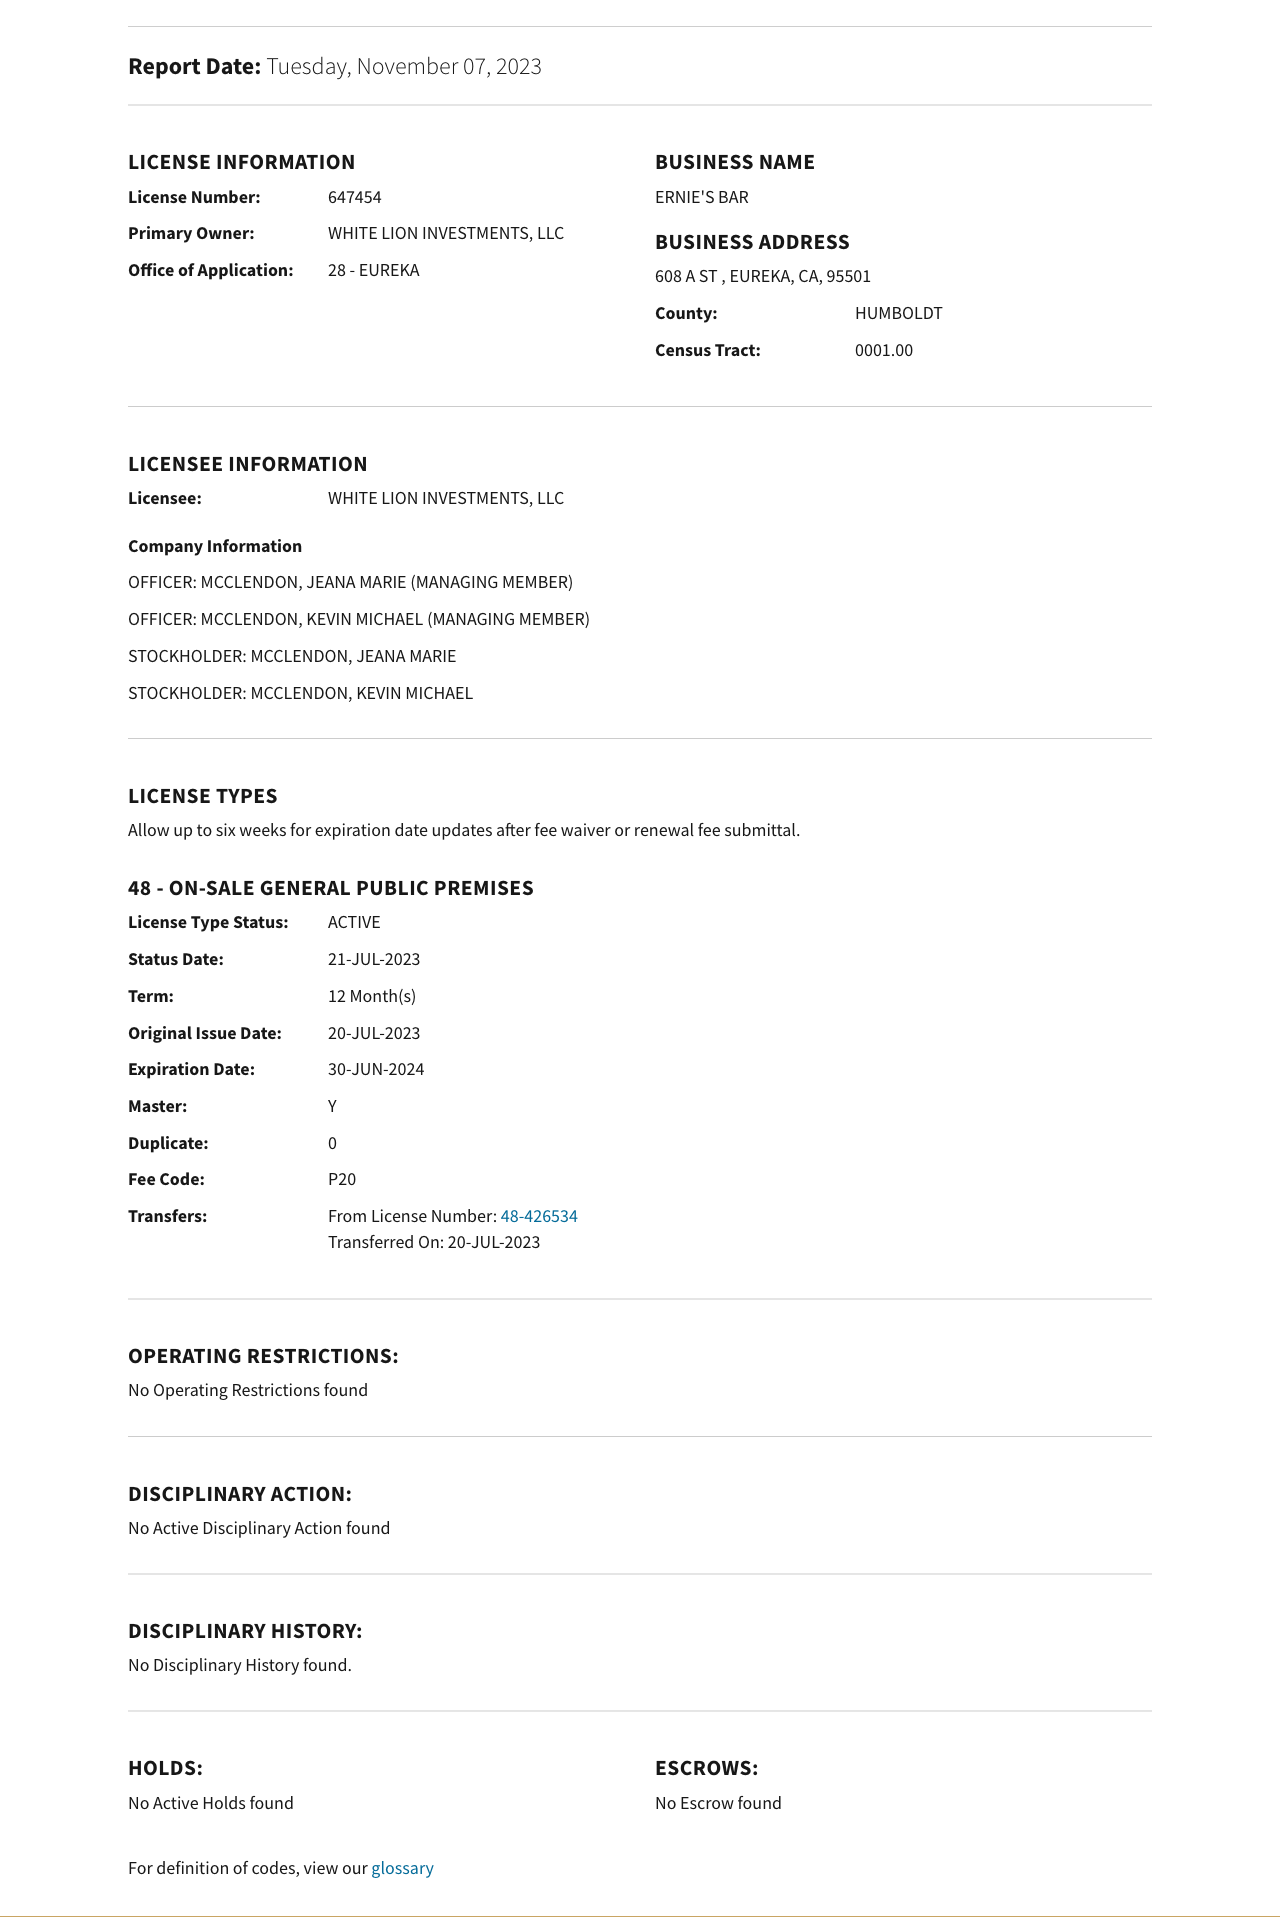 Report Date: Tuesday, November 07, 2023
LICENSE INFORMATION
License Number: 647454
Primary Owner: WHITE LION INVESTMENTS, LLC
Office of Application: 28 - EUREKA
BUSINESS NAME
ERNIE'S BAR
BUSINESS ADDRESS
608 A ST , EUREKA, CA, 95501
County: HUMBOLDT
Census Tract: 0001.00
LICENSEE INFORMATION
Licensee: WHITE LION INVESTMENTS, LLC
Company Information
OFFICER: MCCLENDON, JEANA MARIE (MANAGING MEMBER)
OFFICER: MCCLENDON, KEVIN MICHAEL (MANAGING MEMBER)
STOCKHOLDER: MCCLENDON, JEANA MARIE
STOCKHOLDER: MCCLENDON, KEVIN MICHAEL
LICENSE TYPES
Allow up to six weeks for expiration date updates after fee waiver or renewal fee submittal.
48 - ON-SALE GENERAL PUBLIC PREMISES
License Type Status: ACTIVE
Status Date: 21-JUL-2023
Term: 12 Month(s)
Original Issue Date: 20-JUL-2023
Expiration Date: 30-JUN-2024
Master: Y
Duplicate: 0
Fee Code: P20
Transfers: From License Number: 48-426534
Transferred On: 20-JUL-2023
OPERATING RESTRICTIONS:
No Operating Restrictions found
DISCIPLINARY ACTION:
No Active Disciplinary Action found
DISCIPLINARY HISTORY:
No Disciplinary History found.
HOLDS:
No Active Holds found
ESCROWS:
No Escrow found
For definition of codes, view our glossary